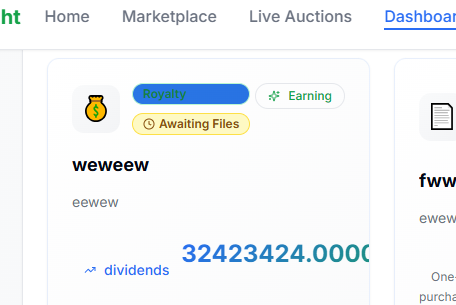 ht Home Marketplace Live Auctions Dashboar
Royalty Earning
Awaiting Files
weweew
eewew
32423424.0000
dividends
fww
ewew
One-
purcha